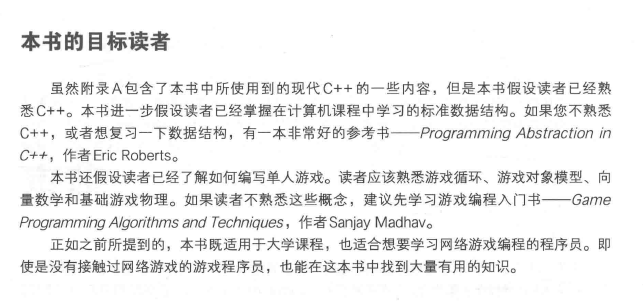 本书的目标读者
虽然附录A包含了本书中所使用到的现代C++的一些内容，但是本书假设读者已经熟
悉C++。本书进一步假设读者已经掌握在计算机课程中学习的标准数据结构。如果您不熟悉
C++，或者想复习一下数据结构，有一本非常好的参考书——Programming Abstraction in
C++，作者Eric Roberts。
本书还假设读者已经了解如何编写单人游戏。读者应该熟悉游戏循环、游戏对象模型、向
量数学和基础游戏物理。如果读者不熟悉这些概念，建议先学习游戏编程入门书——Game
Programming Algorithms and Techniques，作者Sanjay Madhav。
正如之前所提到的，本书既适用于大学课程，也适合想要学习网络游戏编程的程序员。即
使是没有接触过网络游戏的游戏程序员，也能在这本书中找到大量有用的知识。